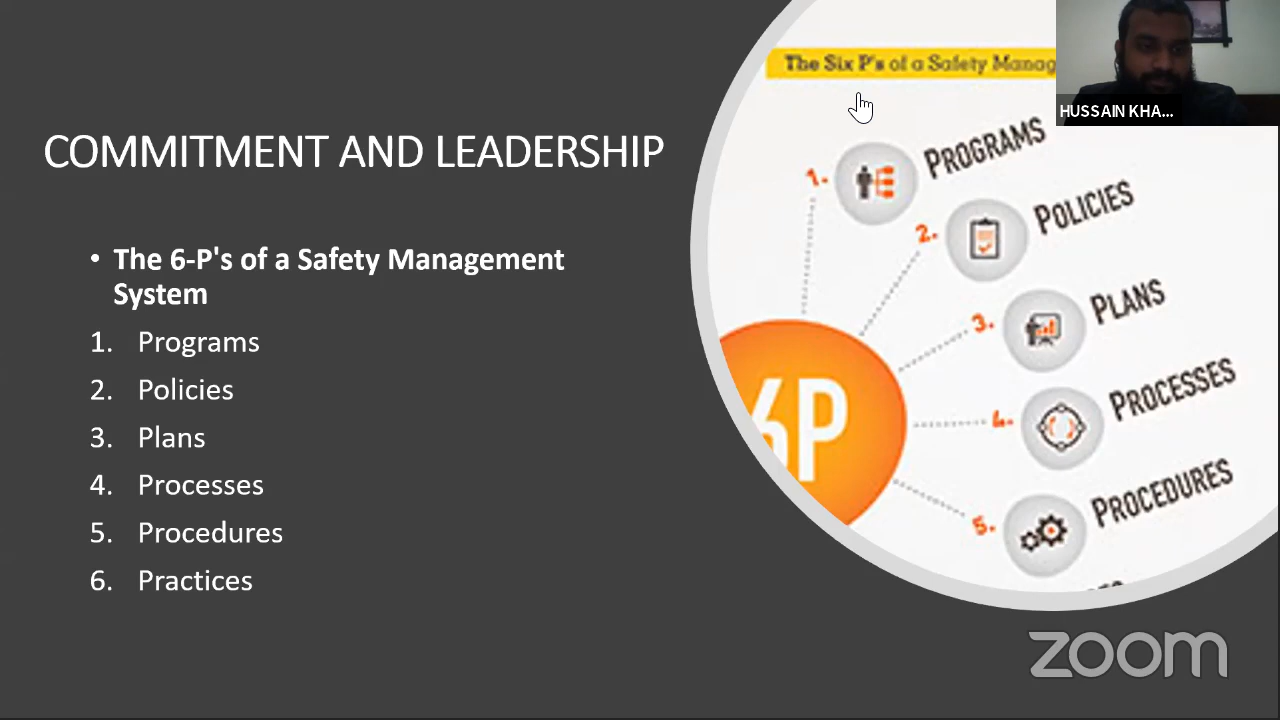 COMMITMENT AND LEADERSHIP
• The 6-P's of a Safety Management
System
1. Programs
2. Policies
3. Plans
4. Processes
5. Procedures
6. Practices
The Six P's of a Safety Manag
HUSSAIN KHA...
1. PROGRAMS
2. POLICIES
3. PLANS
4. PROCESSES
5. PROCEDURES
6P
zoom